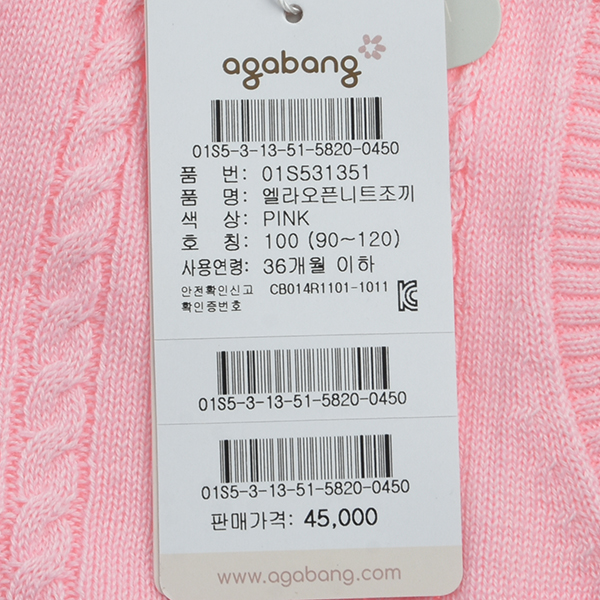 agabang
01S5-3-13-51-5820-0450
품 번: 01S531351
품 명: 엘라오픈니트조끼
색 상: PINK
호 칭: 100 (90~120)
사용연령: 36개월 이하
안전확인신고 CB014R1101-1011
확인증번호
01S5-3-13-51-5820-0450
01S5-3-13-51-5820-0450
판매가격: 45,000
www.agabang.com